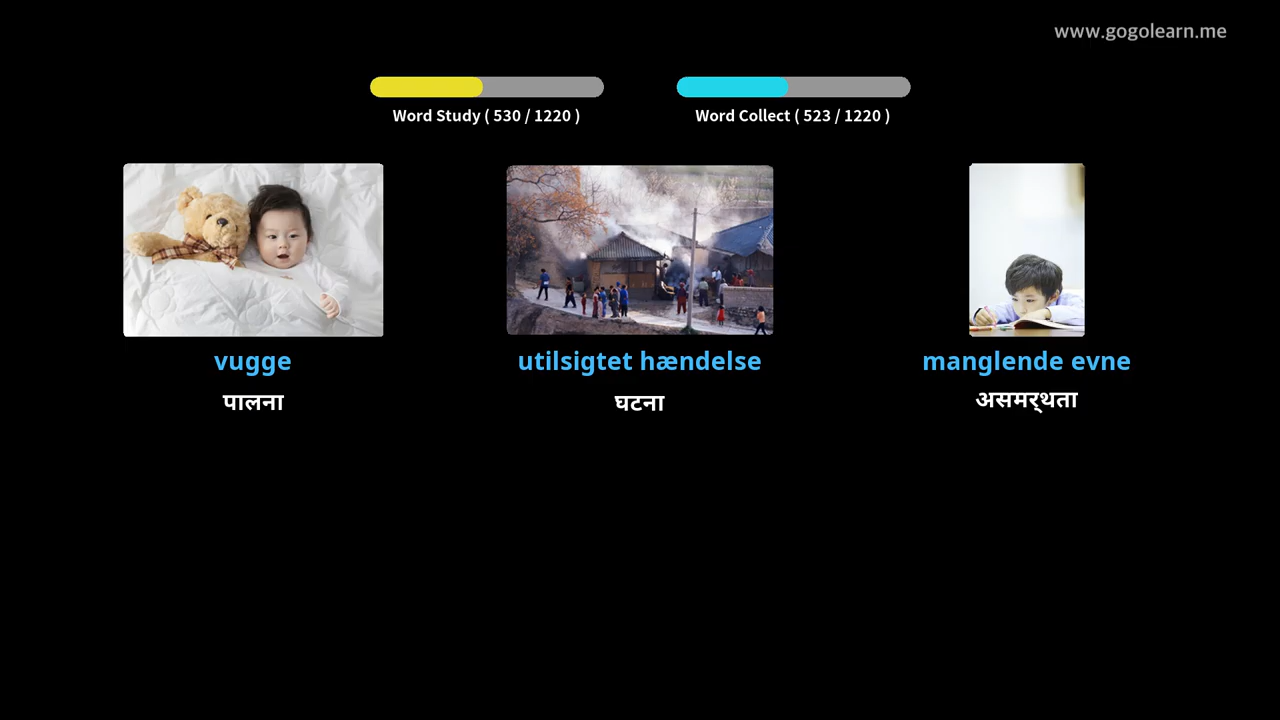 www.gogolearn.me
Word Study ( 530 / 1220 )
Word Collect ( 523 / 1220 )
vugge
utilsigtet hændelse
manglende evne
पालना
घटना
असमर्थता